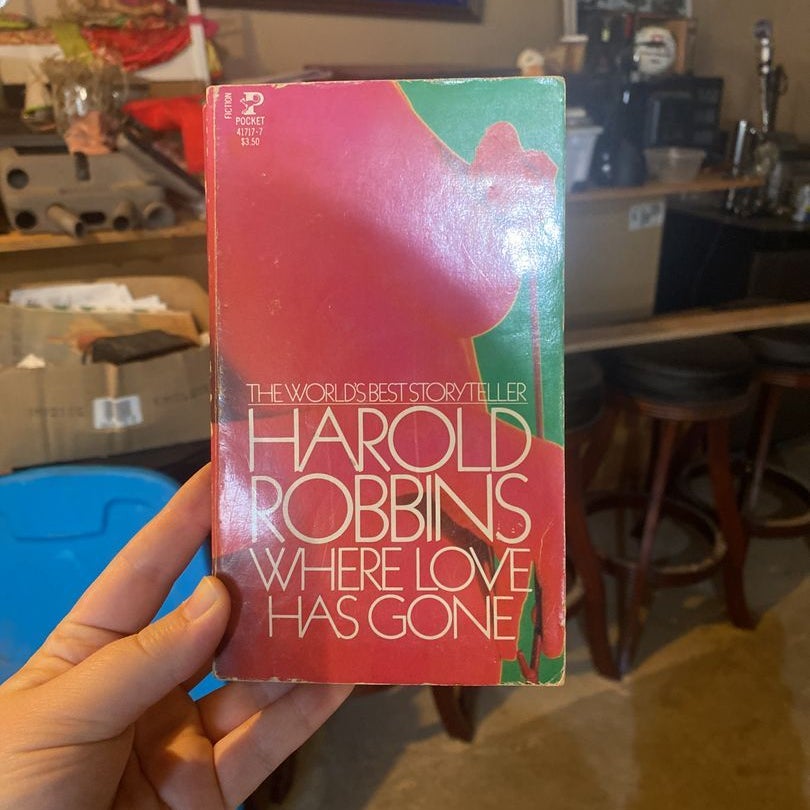 FICTION
POCKET
41717-7
$3.50
THE WORLD'S BEST STORYTELLER
HAROLD
ROBBINS
WHERE LOVE
HAS GONE